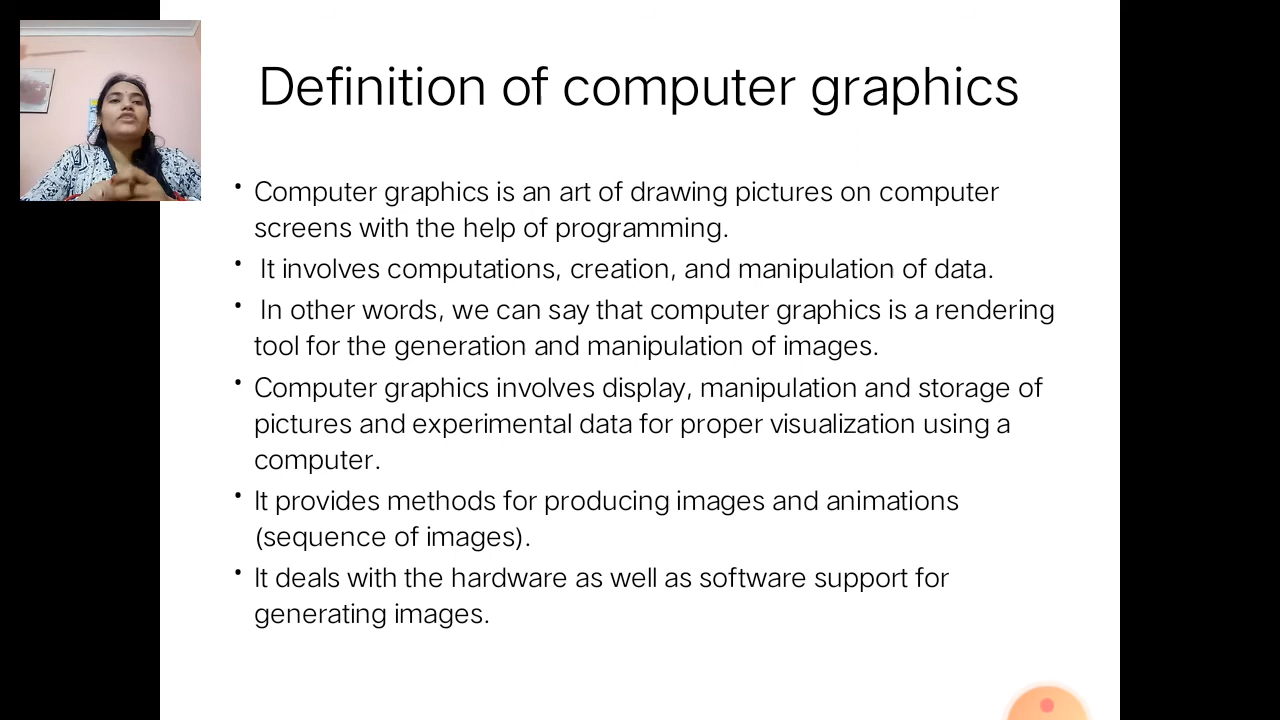 Definition of computer graphics
• Computer graphics is an art of drawing pictures on computer
screens with the help of programming.
• It involves computations, creation, and manipulation of data.
• In other words, we can say that computer graphics is a rendering
tool for the generation and manipulation of images.
• Computer graphics involves display, manipulation and storage of
pictures and experimental data for proper visualization using a
computer.
• It provides methods for producing images and animations
(sequence of images).
• It deals with the hardware as well as software support for
generating images.